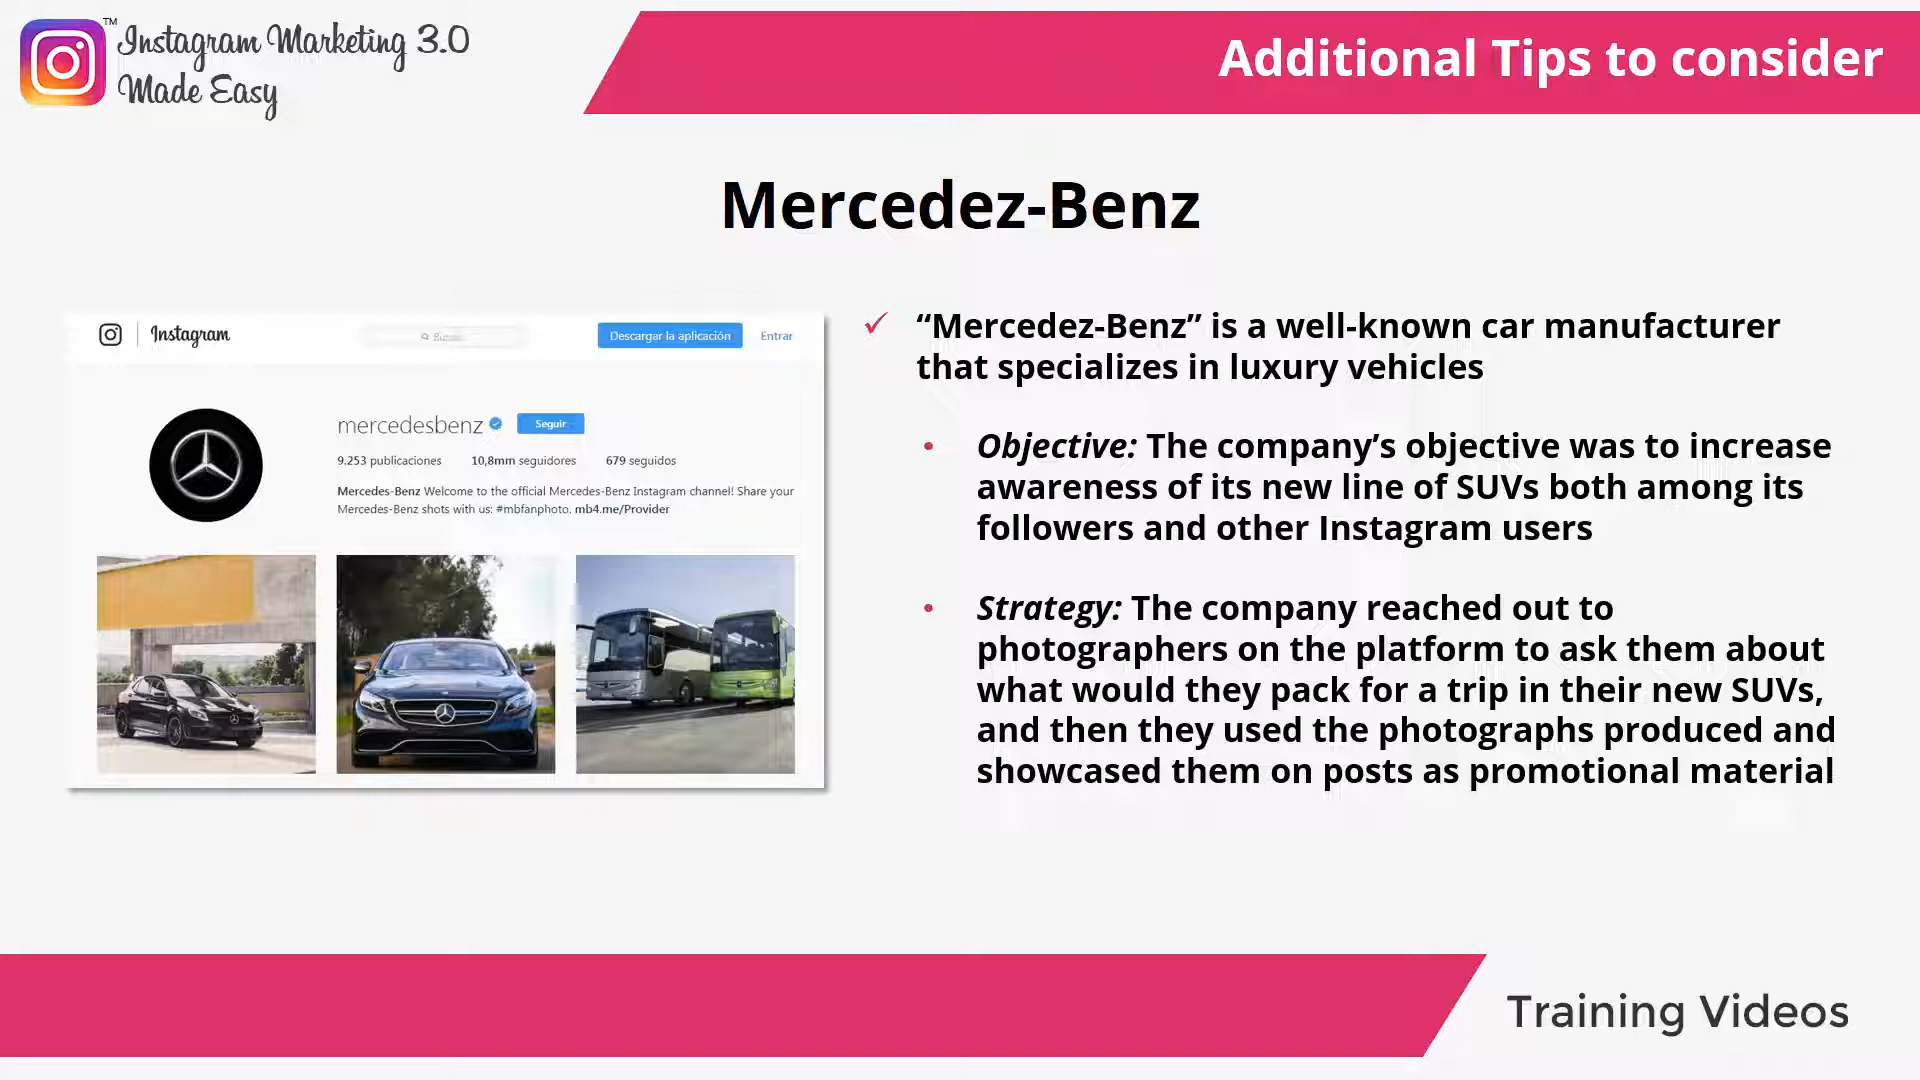 TM
Instagram Marketing 3.0
Made Easy
Additional Tips to consider
Mercedez-Benz
Instagram
Descargar la aplicación
Entrar
mercedesbenz
Seguir
9.253 publicaciones 10,8mm seguidores 679 seguidos
Mercedes-Benz Welcome to the official Mercedes-Benz Instagram channel! Share your
Mercedes-Benz shots with us: #mbfanphoto. mb4.me/Provider
“Mercedez-Benz” is a well-known car manufacturer
that specializes in luxury vehicles
• Objective: The company’s objective was to increase
awareness of its new line of SUVs both among its
followers and other Instagram users
• Strategy: The company reached out to
photographers on the platform to ask them about
what would they pack for a trip in their new SUVs,
and then they used the photographs produced and
showcased them on posts as promotional material
Training Videos